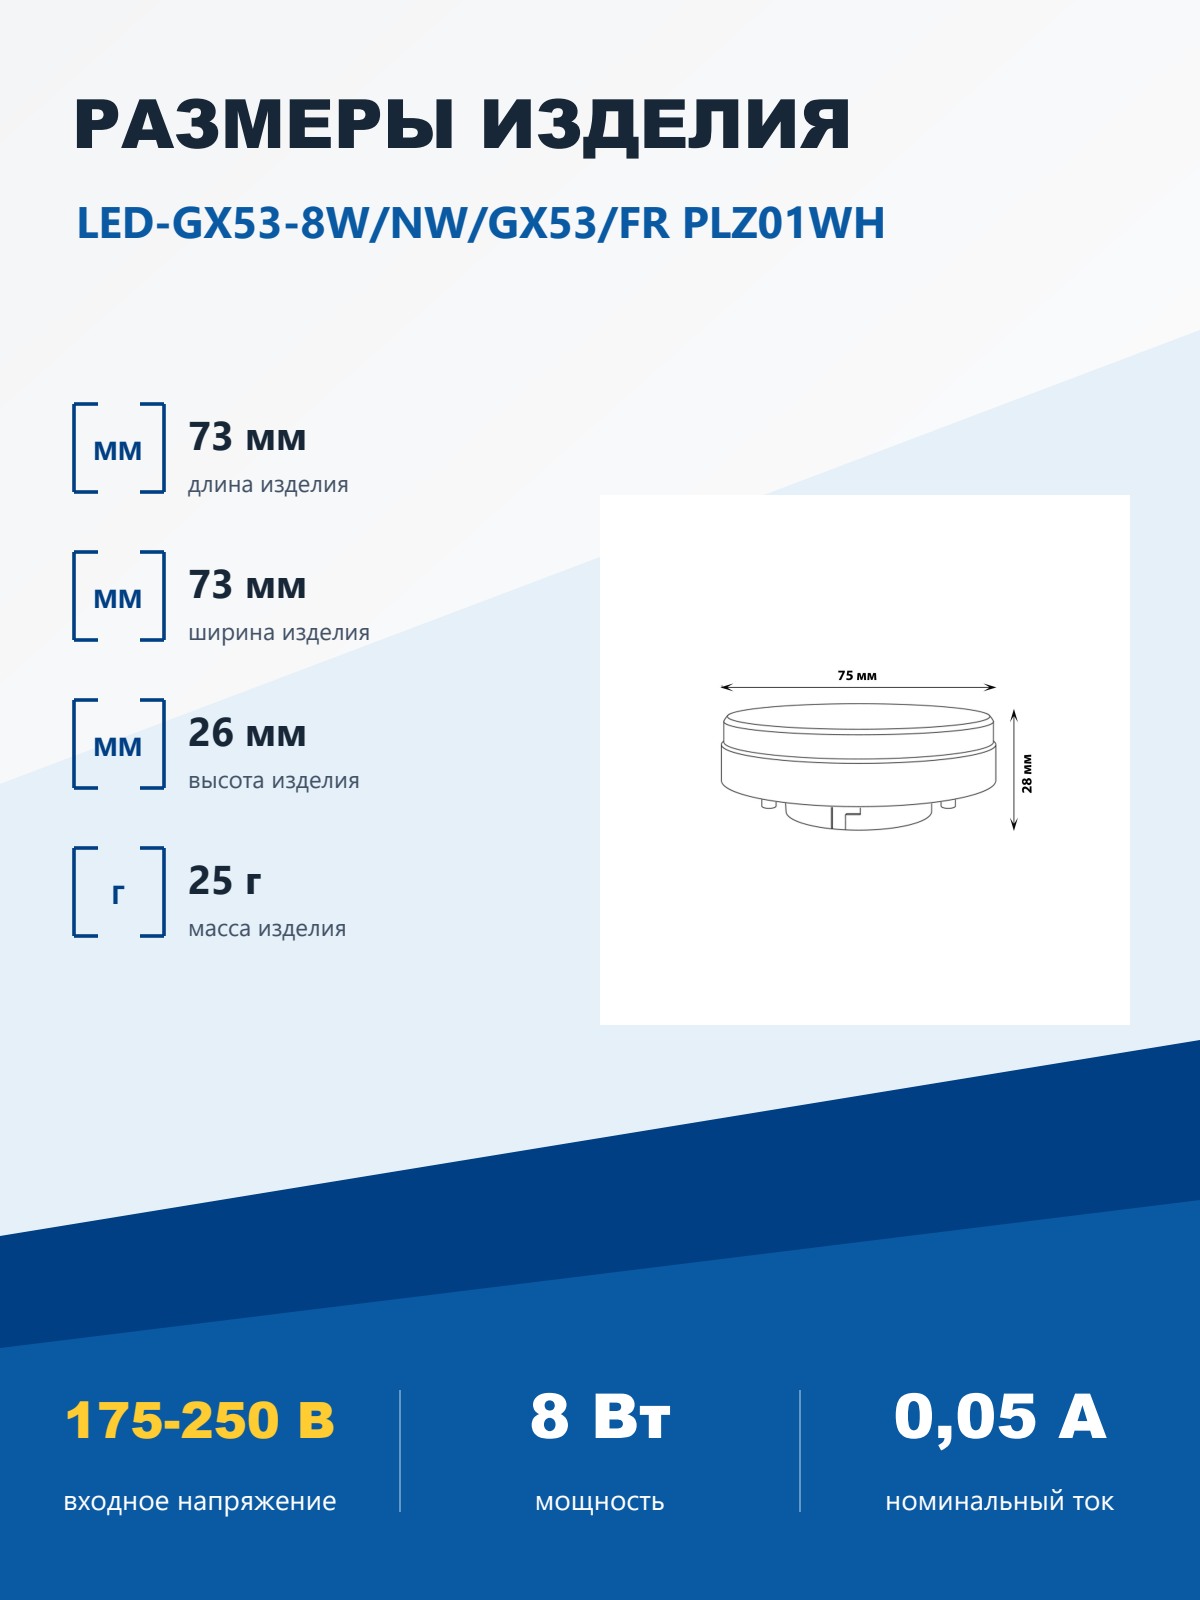 РАЗМЕРЫ ИЗДЕЛИЯ
LED-GX53-8W/NW/GX53/FR PLZ01WH
мм
73 мм
длина изделия
мм
73 мм
ширина изделия
мм
26 мм
высота изделия
г
25 г
масса изделия
75 мм
28 мм
175-250 В
входное напряжение
8 Вт
мощность
0,05 А
номинальный ток